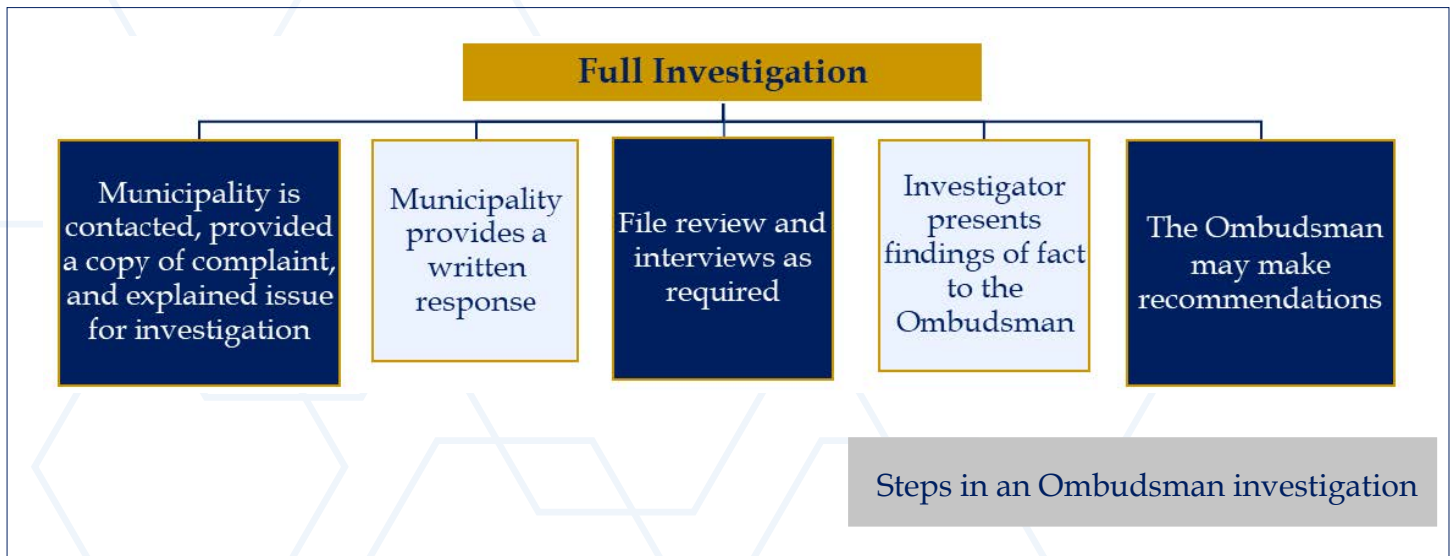 Full Investigation
Municipality is
contacted, provided
a copy of complaint,
and explained issue
for investigation
Municipality
provides a
written
response
File review and
interviews as
required
Investigator
presents
findings of fact
to the
Ombudsman
The Ombudsman
may make
recommendations
Steps in an Ombudsman investigation